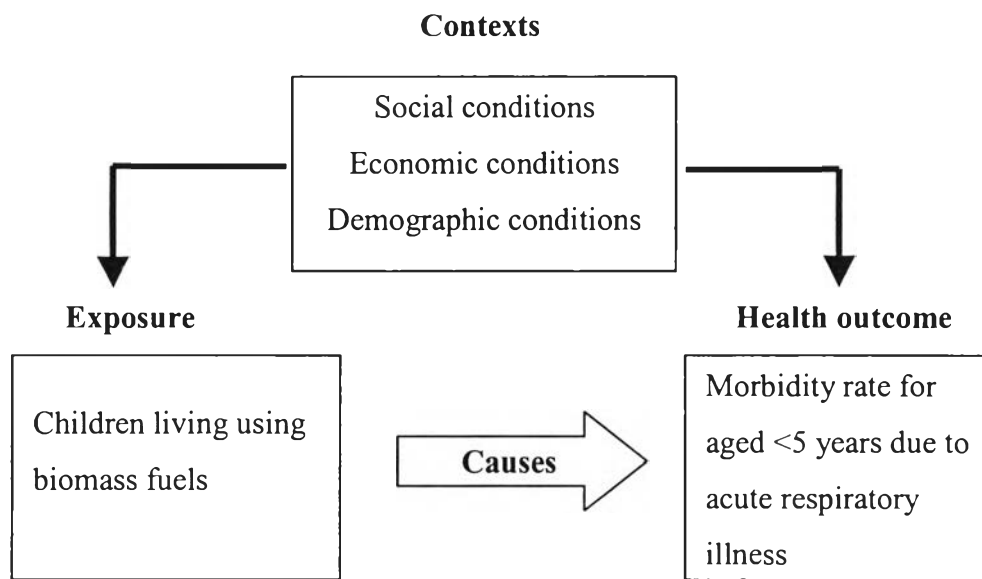 Contexts
Social conditions
Economic conditions
Demographic conditions
Exposure
Children living using
biomass fuels
Causes
Health outcome
Morbidity rate for
aged <5 years due to
acute respiratory
illness